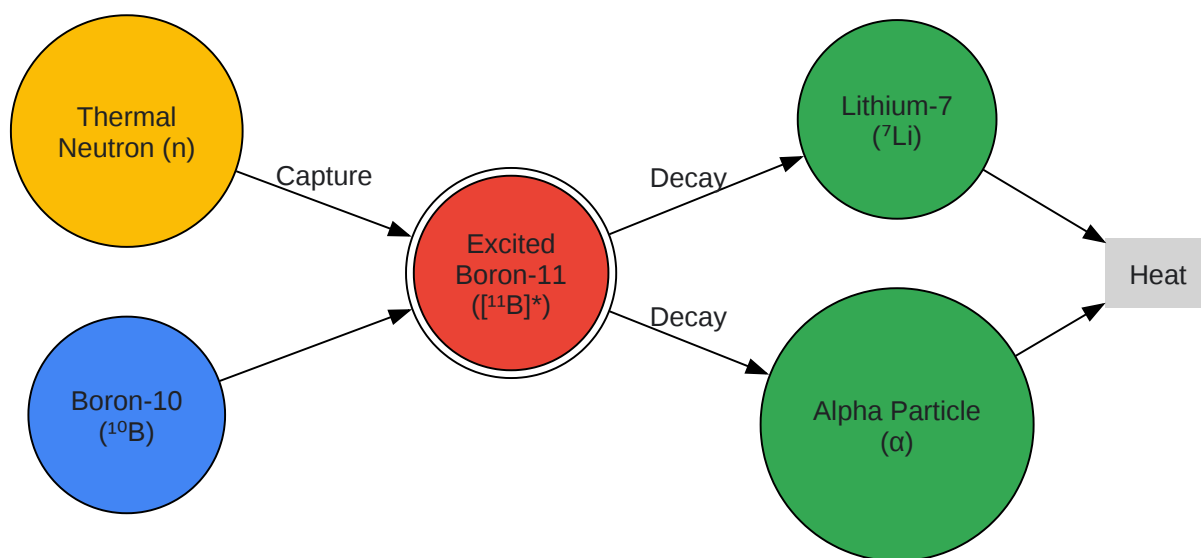 Thermal
Neutron (n)
Capture
Boron-10
(¹⁰B)
Excited
Boron-11
([¹¹B]*)
Decay
Decay
Lithium-7
(⁷Li)
Alpha Particle
(α)
Heat